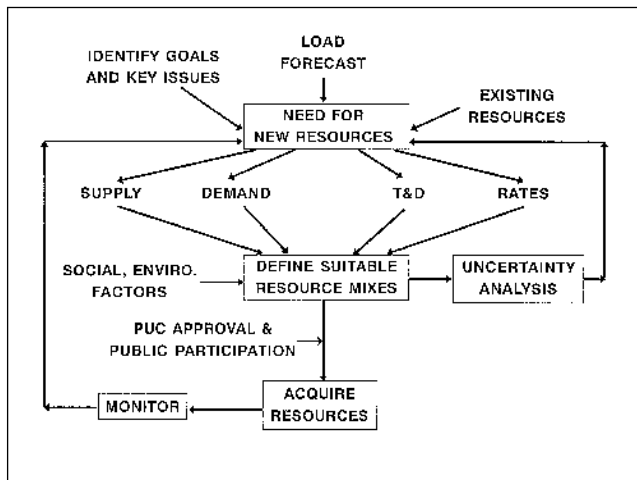 LOAD
FORECAST
IDENTIFY GOALS
AND KEY ISSUES
EXISTING
RESOURCES
NEED FOR
NEW RESOURCES
SUPPLY
DEMAND
T&D
RATES
SOCIAL, ENVIRO.
FACTORS
DEFINE SUITABLE
RESOURCE MIXES
UNCERTAINTY
ANALYSIS
PUC APPROVAL &
PUBLIC PARTICIPATION
MONITOR
ACQUIRE
RESOURCES